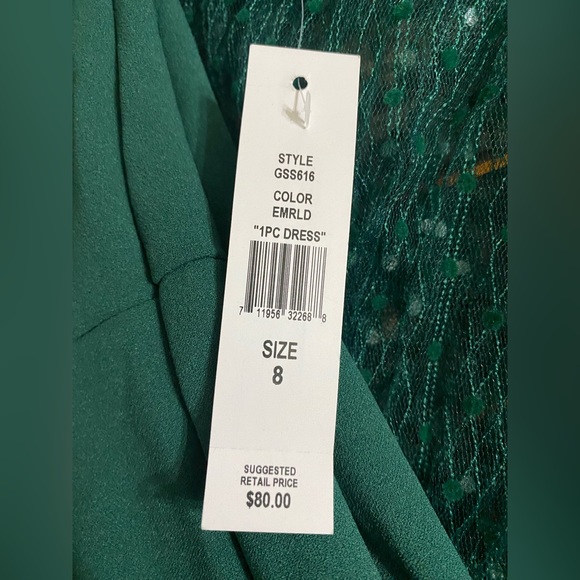 STYLE
GSS616
COLOR
EMRLD
"1PC DRESS"
7 11956 32268 8
SIZE
8
SUGGESTED
RETAIL PRICE
$80.00